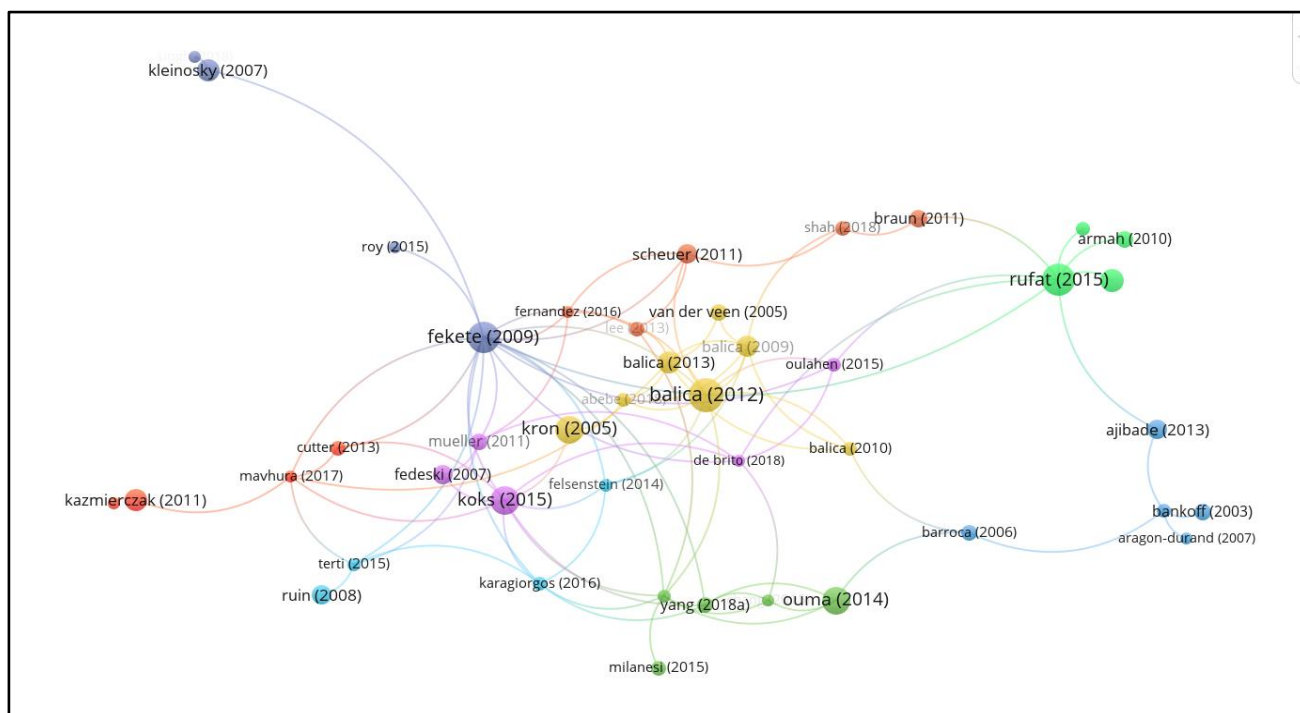 kleinosky (2007)
shah (2018)
braun (2011)
armah (2010)
roy (2015)
scheuer (2011)
rufat (2015)
fernandez (2016)
van der veen (2005)
lee (2013)
fekete (2009)
balica (2009)
balica (2013)
oulahen (2015)
balica (2012)
kron (2005)
ajibade (2013)
mueller (2011)
cutter (2013)
balica (2010)
de brito (2018)
mavhura (2017)
fedeski (2007)
felsenstein (2014)
kazmierczak (2011)
koks (2015)
bankoff (2003)
barroca (2006)
aragon-durand (2007)
terti (2015)
karagiorgos (2016)
ruin (2008)
yang (2018a)
ouma (2014)
milanesi (2015)